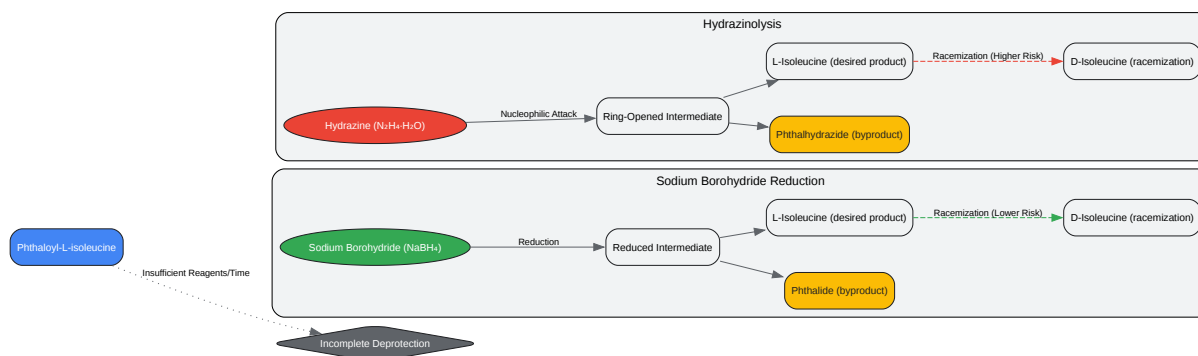 Hydrazinolysis
L-Isoleucine (desired product)
Racemization (Higher Risk)
D-Isoleucine (racemization)
Hydrazine (N₂H₄·H₂O)
Nucleophilic Attack
Ring-Opened Intermediate
Phthalhydrazide (byproduct)
Sodium Borohydride Reduction
L-Isoleucine (desired product)
Racemization (Lower Risk)
D-Isoleucine (racemization)
Phthaloyl-L-isoleucine
Sodium Borohydride (NaBH₄)
Reduction
Reduced Intermediate
Insufficient Reagents/Time
Phthalide (byproduct)
Incomplete Deprotection